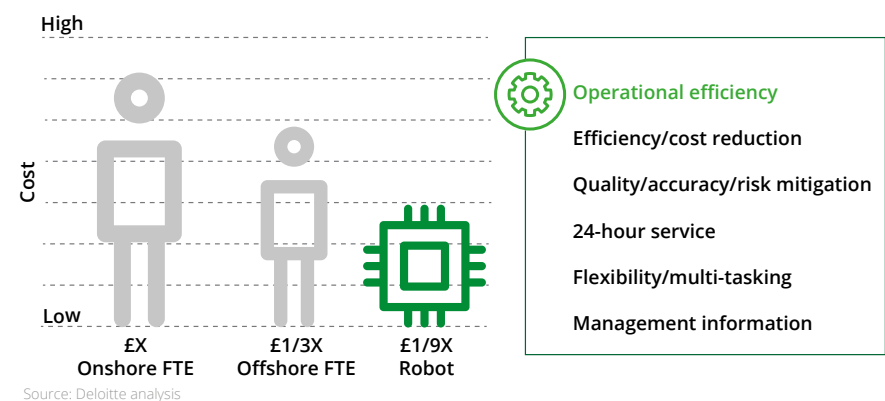 High
Cost
Low
£X
Onshore FTE
£1/3X
Offshore FTE
£1/9X
Robot
Source: Deloitte analysis
Operational efficiency
Efficiency/cost reduction
Quality/accuracy/risk mitigation
24-hour service
Flexibility/multi-tasking
Management information